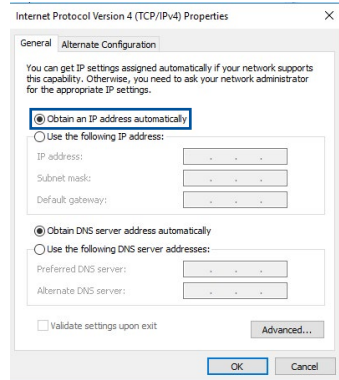 Internet Protocol Version 4 (TCP/IPv4) Properties
General Alternate Configuration
You can get IP settings assigned automatically if your network supports
this capability. Otherwise, you need to ask your network administrator
for the appropriate IP settings.
Obtain an IP address automatically
Use the following IP address:
IP address:
Subnet mask:
Default gateway:
Obtain DNS server address automatically
Use the following DNS server addresses:
Preferred DNS server:
Alternate DNS server:
Validate settings upon exit
Advanced...
OK Cancel